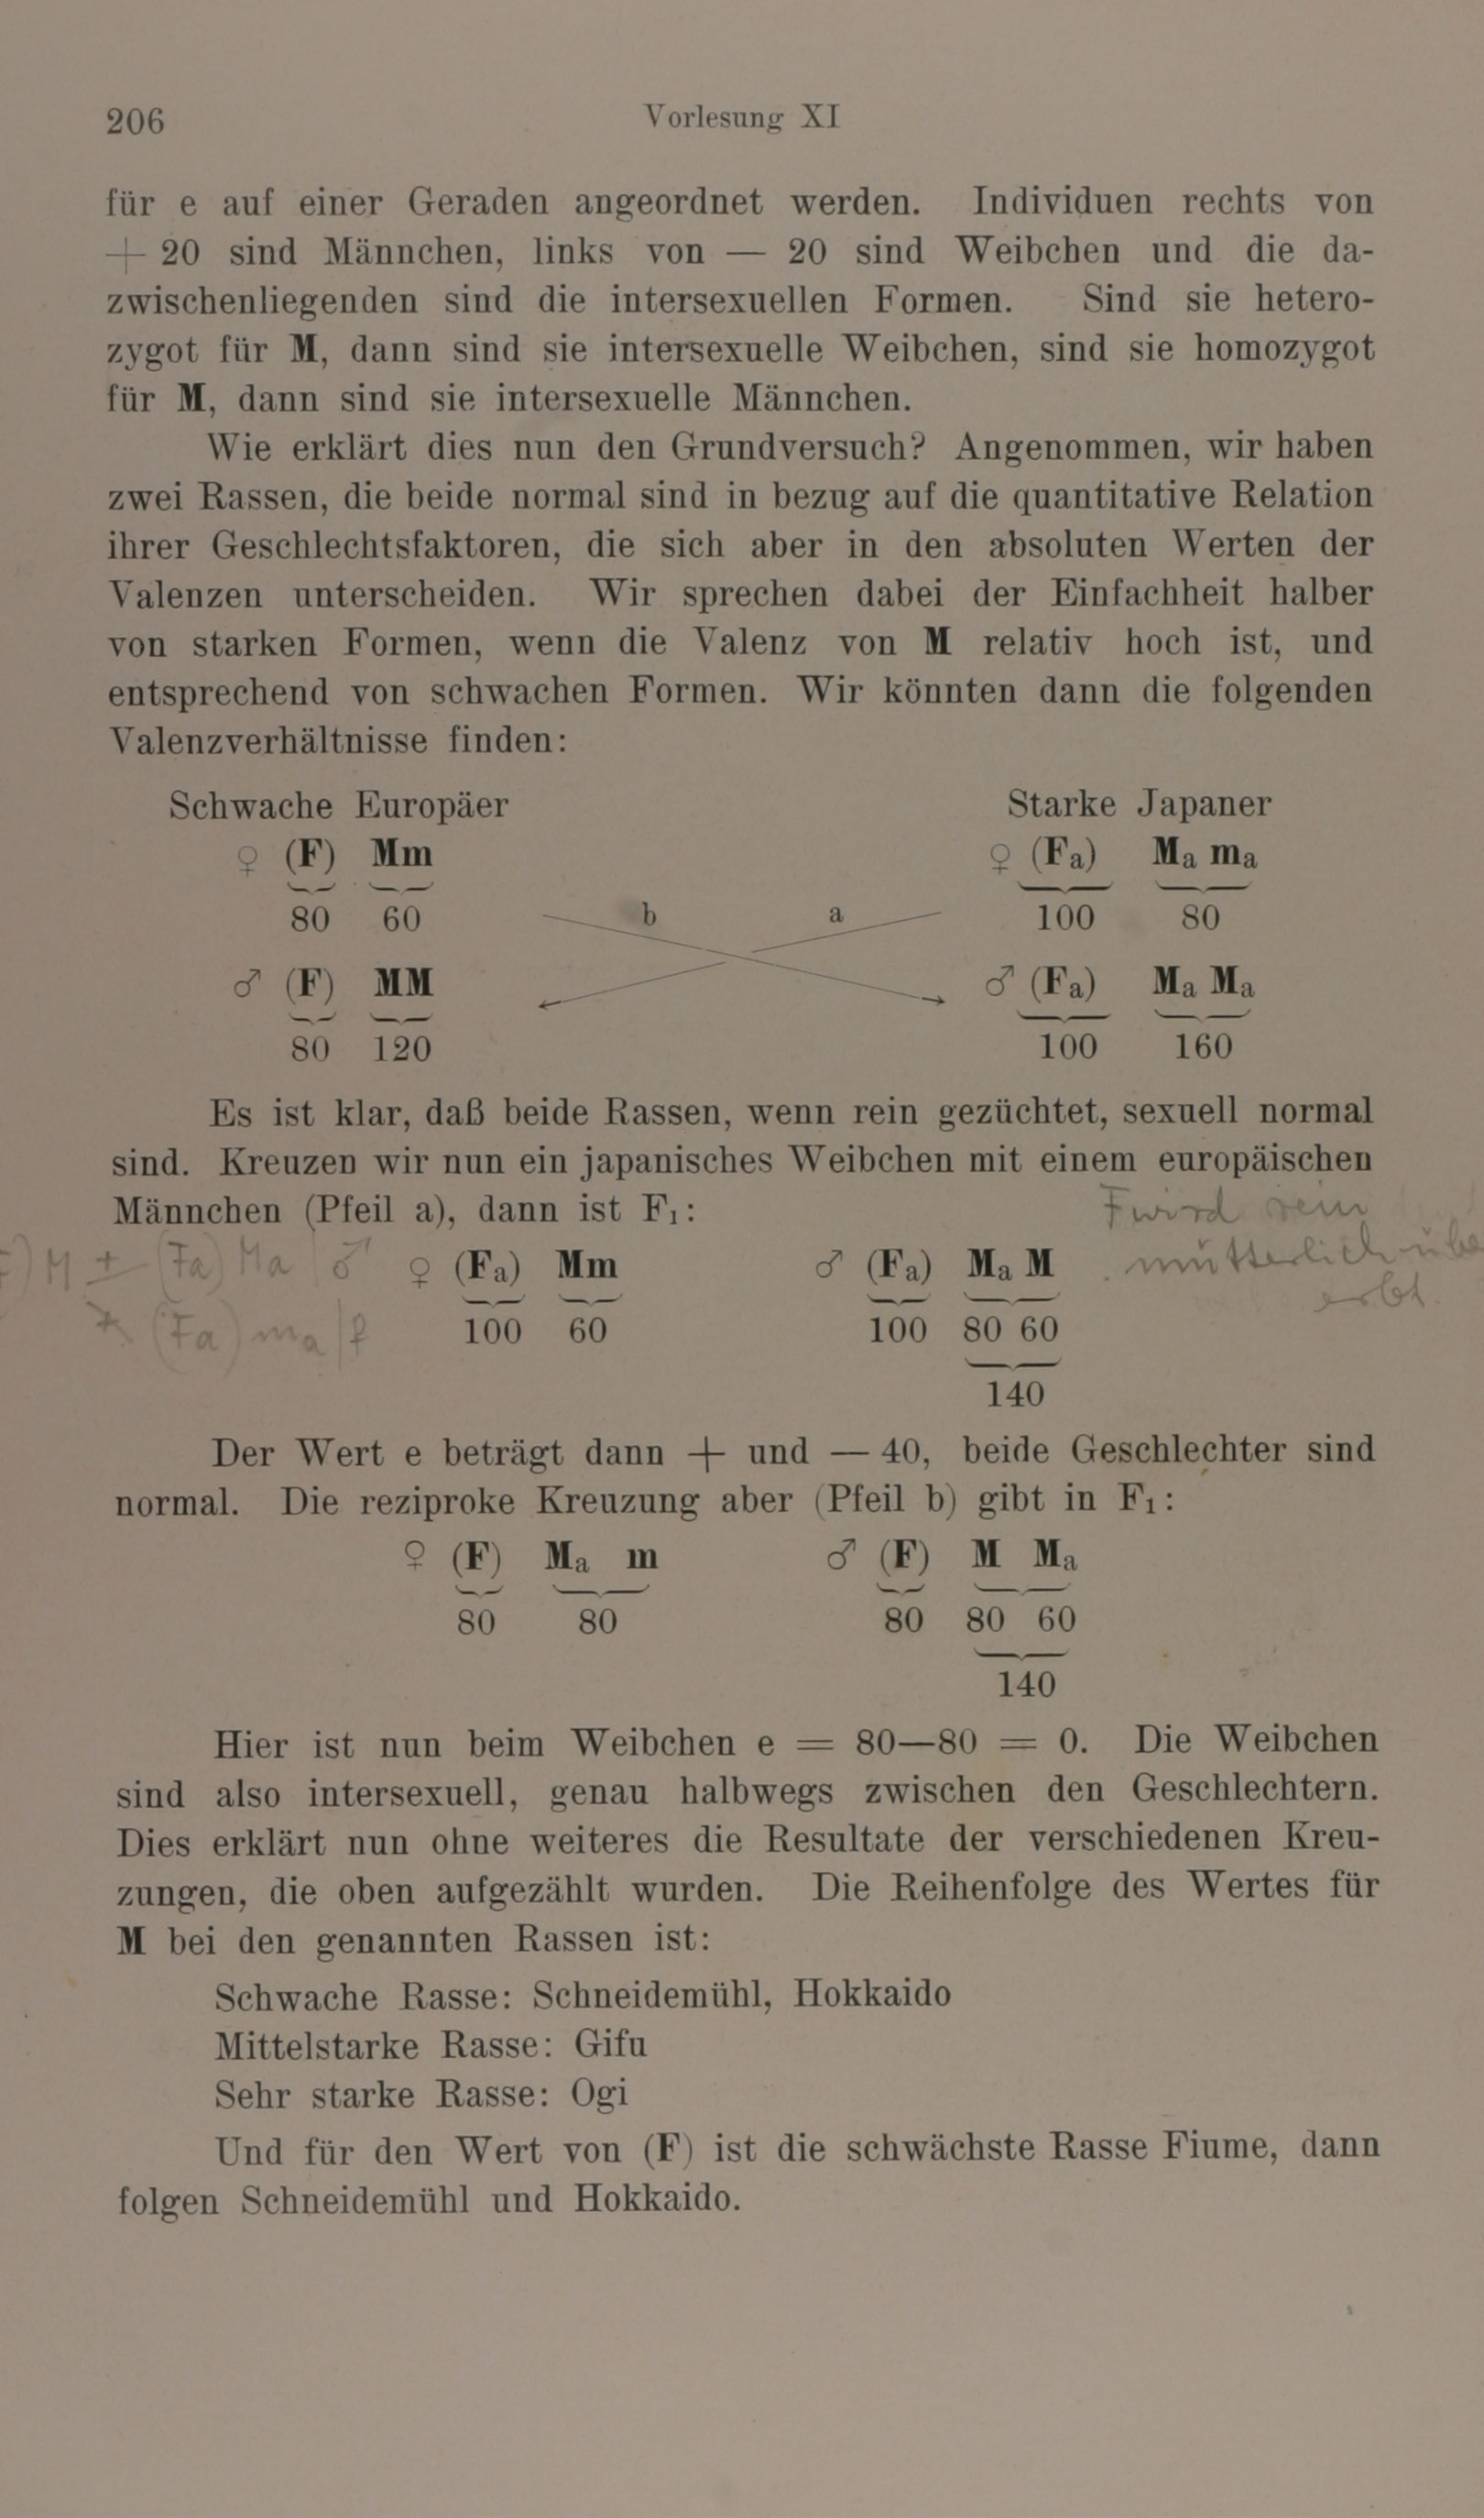 206 Vorlesung XI
für e auf einer Geraden angeordnet werden. Individuen rechts von
+ 20 sind Männchen, links von — 20 sind Weibchen und die da-
zwischenliegenden sind die intersexuellen Formen. Sind sie hetero-
zygot für M, dann sind sie intersexuelle Weibchen, sind sie homozygot
für M, dann sind sie intersexuelle Männchen.
Wie erklärt dies nun den Grundversuch? Angenommen, wir haben
zwei Rassen, die beide normal sind in bezug auf die quantitative Relation
ihrer Geschlechtsfaktoren, die sich aber in den absoluten Werten der
Valenzen unterscheiden. Wir sprechen dabei der Einfachheit halber
von starken Formen, wenn die Valenz von M relativ hoch ist, und
entsprechend von schwachen Formen. Wir könnten dann die folgenden
Valenzverhältnisse finden:
Schwache Europäer Starke Japaner
♀ (F) Mm ♀ (Fa) Ma ma
80 60 b a 100 80
♂ (F) MM ♂ (Fa) Ma Ma
80 120 100 160
Es ist klar, daß beide Rassen, wenn rein gezüchtet, sexuell normal
sind. Kreuzen wir nun ein japanisches Weibchen mit einem europäischen
Männchen (Pfeil a), dann ist F₁: F wird rein
) M + (Fa) Ma ♂ ♀ (Fa) Mm ♂ (Fa) Ma M mütterlich übe
erbt.
(Fa) ma ♀ 100 60 100 80 60
140
Der Wert e beträgt dann + und — 40, beide Geschlechter sind
normal. Die reziproke Kreuzung aber (Pfeil b) gibt in F₁:
♀ (F) Ma m ♂ (F) M Ma
80 80 80 80 60
140
Hier ist nun beim Weibchen e = 80—80 = 0. Die Weibchen
sind also intersexuell, genau halbwegs zwischen den Geschlechtern.
Dies erklärt nun ohne weiteres die Resultate der verschiedenen Kreu-
zungen, die oben aufgezählt wurden. Die Reihenfolge des Wertes für
M bei den genannten Rassen ist:
Schwache Rasse: Schneidemühl, Hokkaido
Mittelstarke Rasse: Gifu
Sehr starke Rasse: Ogi
Und für den Wert von (F) ist die schwächste Rasse Fiume, dann
folgen Schneidemühl und Hokkaido.